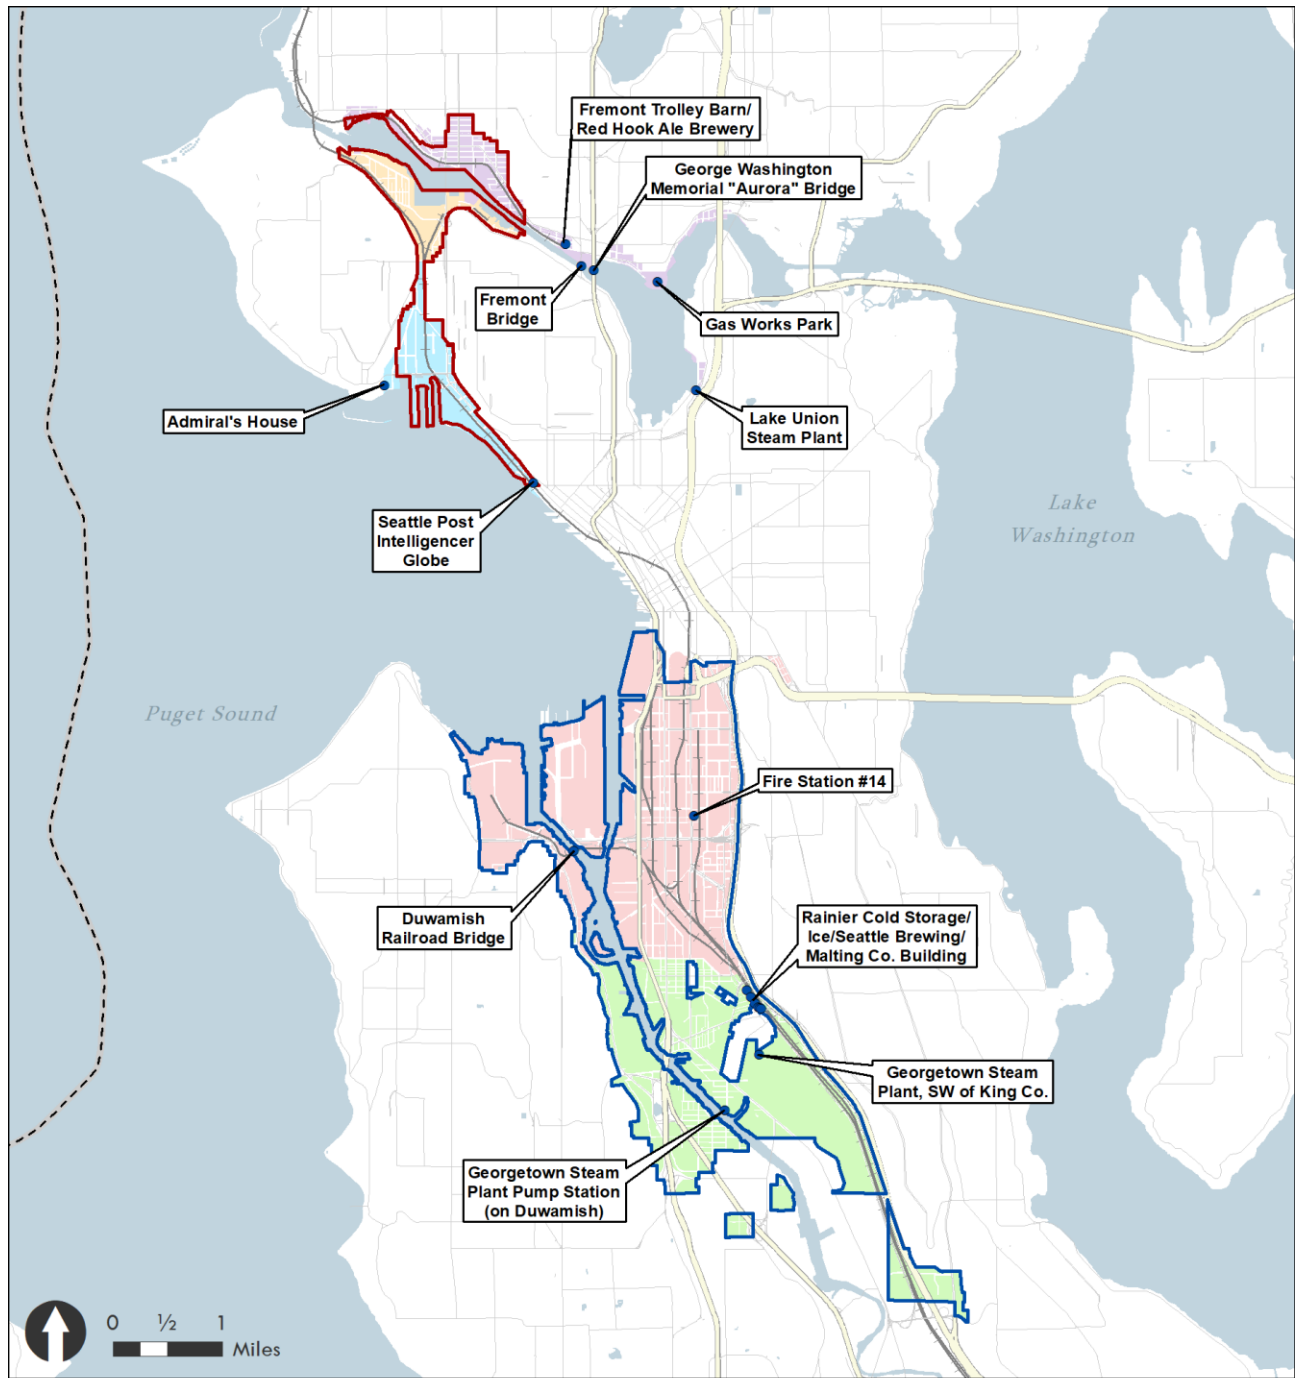 Fremont Trolley Barn/
Red Hook Ale Brewery
George Washington
Memorial "Aurora" Bridge
Fremont
Bridge
Gas Works Park
Admiral's House
Lake Union
Steam Plant
Seattle Post
Intelligencer
Globe
Lake
Washington
Puget Sound
Fire Station #14
Duwamish
Railroad Bridge
Rainier Cold Storage/
Ice/Seattle Brewing/
Malting Co. Building
Georgetown Steam
Plant, SW of King Co.
Georgetown Steam
Plant Pump Station
(on Duwamish)
0 ½ 1
Miles